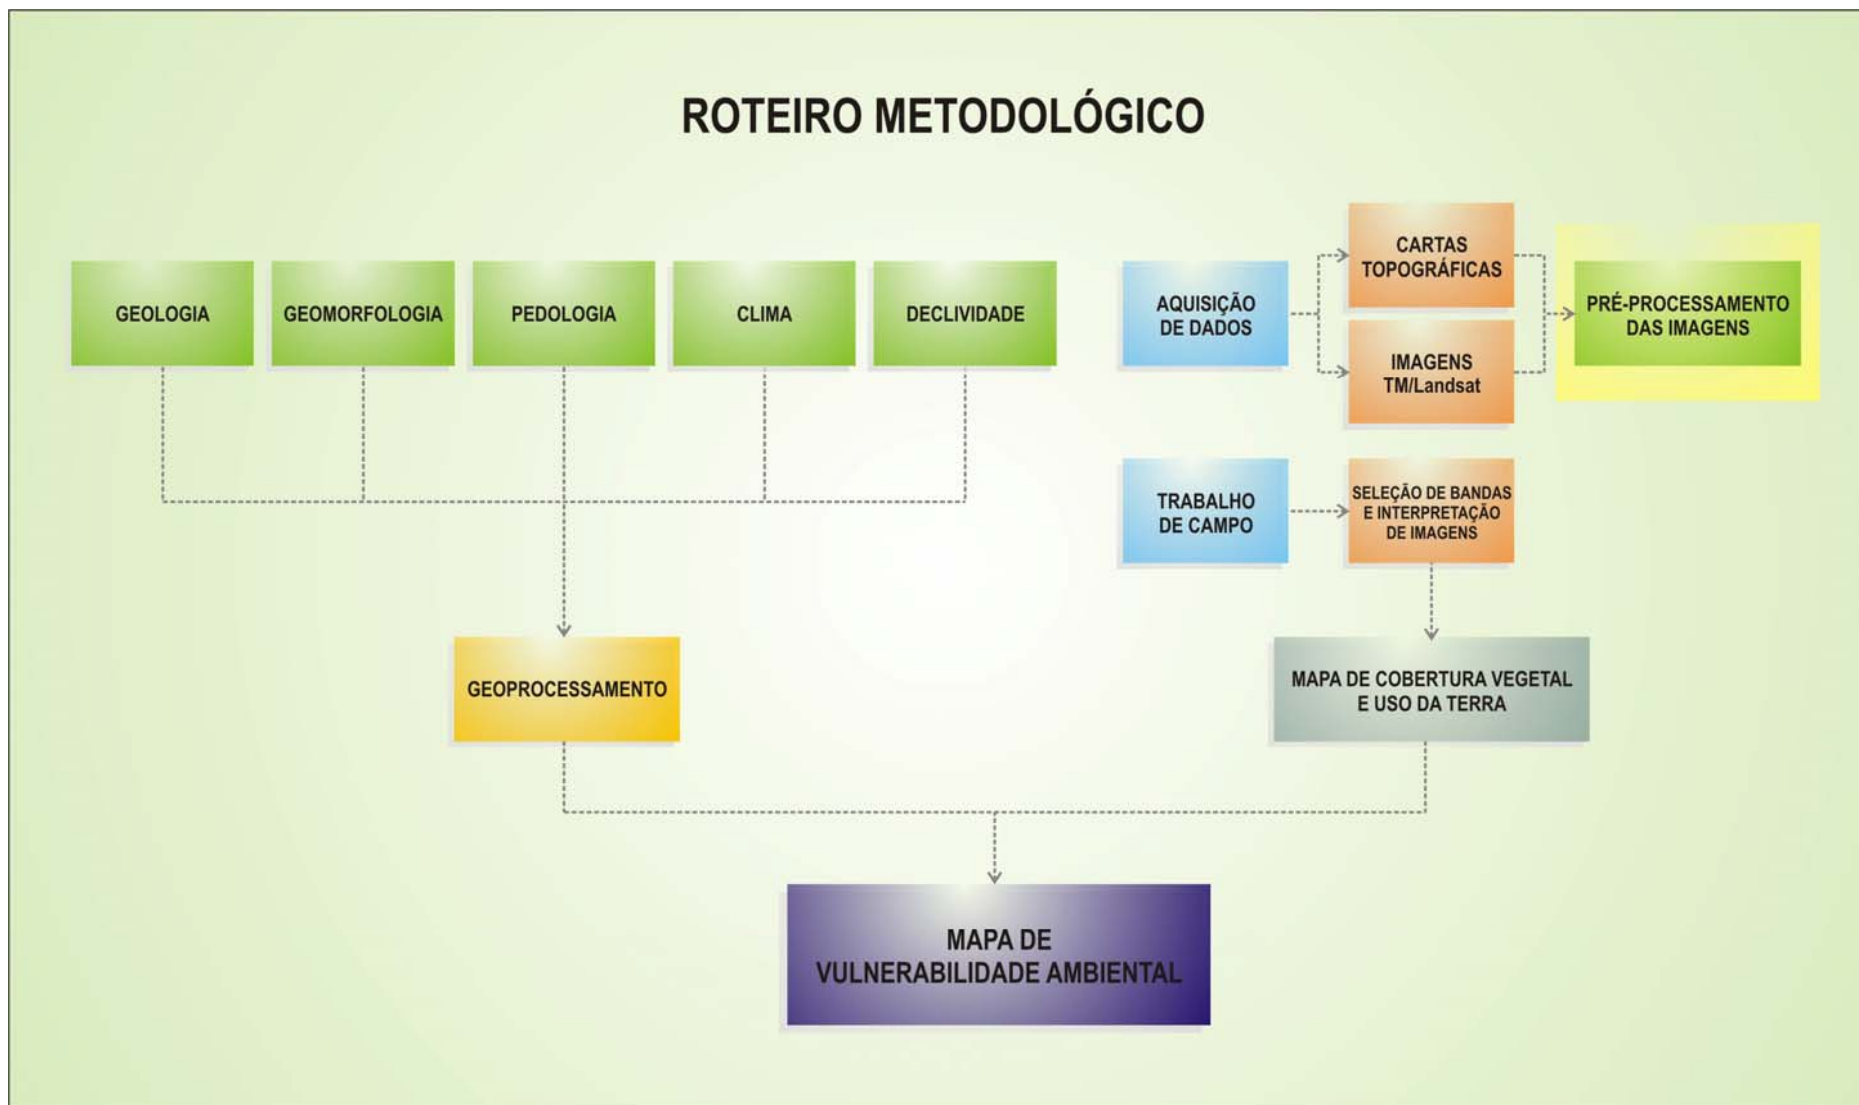 ROTEIRO METODOLÓGICO
GEOLOGIA
GEOMORFOLOGIA
PEDOLOGIA
CLIMA
DECLIVIDADE
AQUISIÇÃO
DE DADOS
CARTAS
TOPOGRÁFICAS
IMAGENS
TM/Landsat
PRÉ-PROCESSAMENTO
DAS IMAGENS
TRABALHO
DE CAMPO
SELEÇÃO DE BANDAS
E INTERPRETAÇÃO
DE IMAGENS
GEOPROCESSAMENTO
MAPA DE COBERTURA VEGETAL
E USO DA TERRA
MAPA DE
VULNERABILIDADE AMBIENTAL